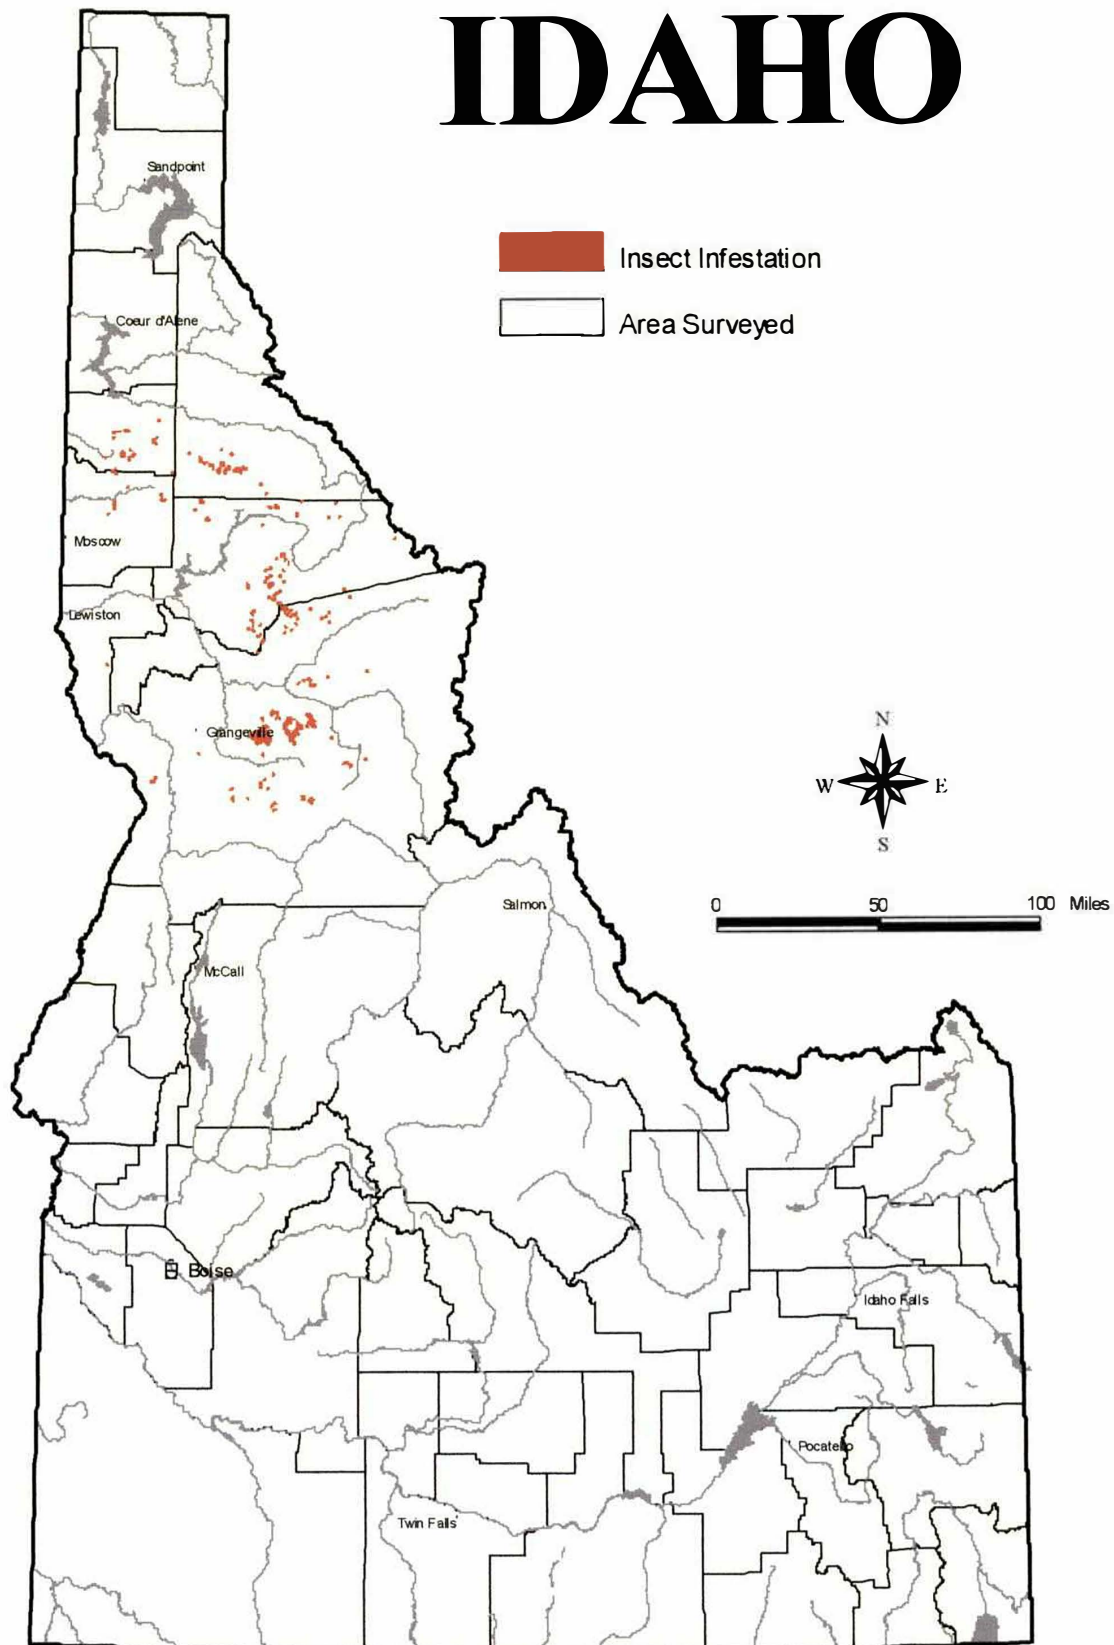 IDAHO
Sandpoint
Insect Infestation
Coeur d'Alene
Area Surveyed
Moscow
Lewiston
N
Grangeville
W
E
S
Salmon
0
50
100 Miles
McCall
Boise
Idaho Falls
Pocatello
Twin Falls